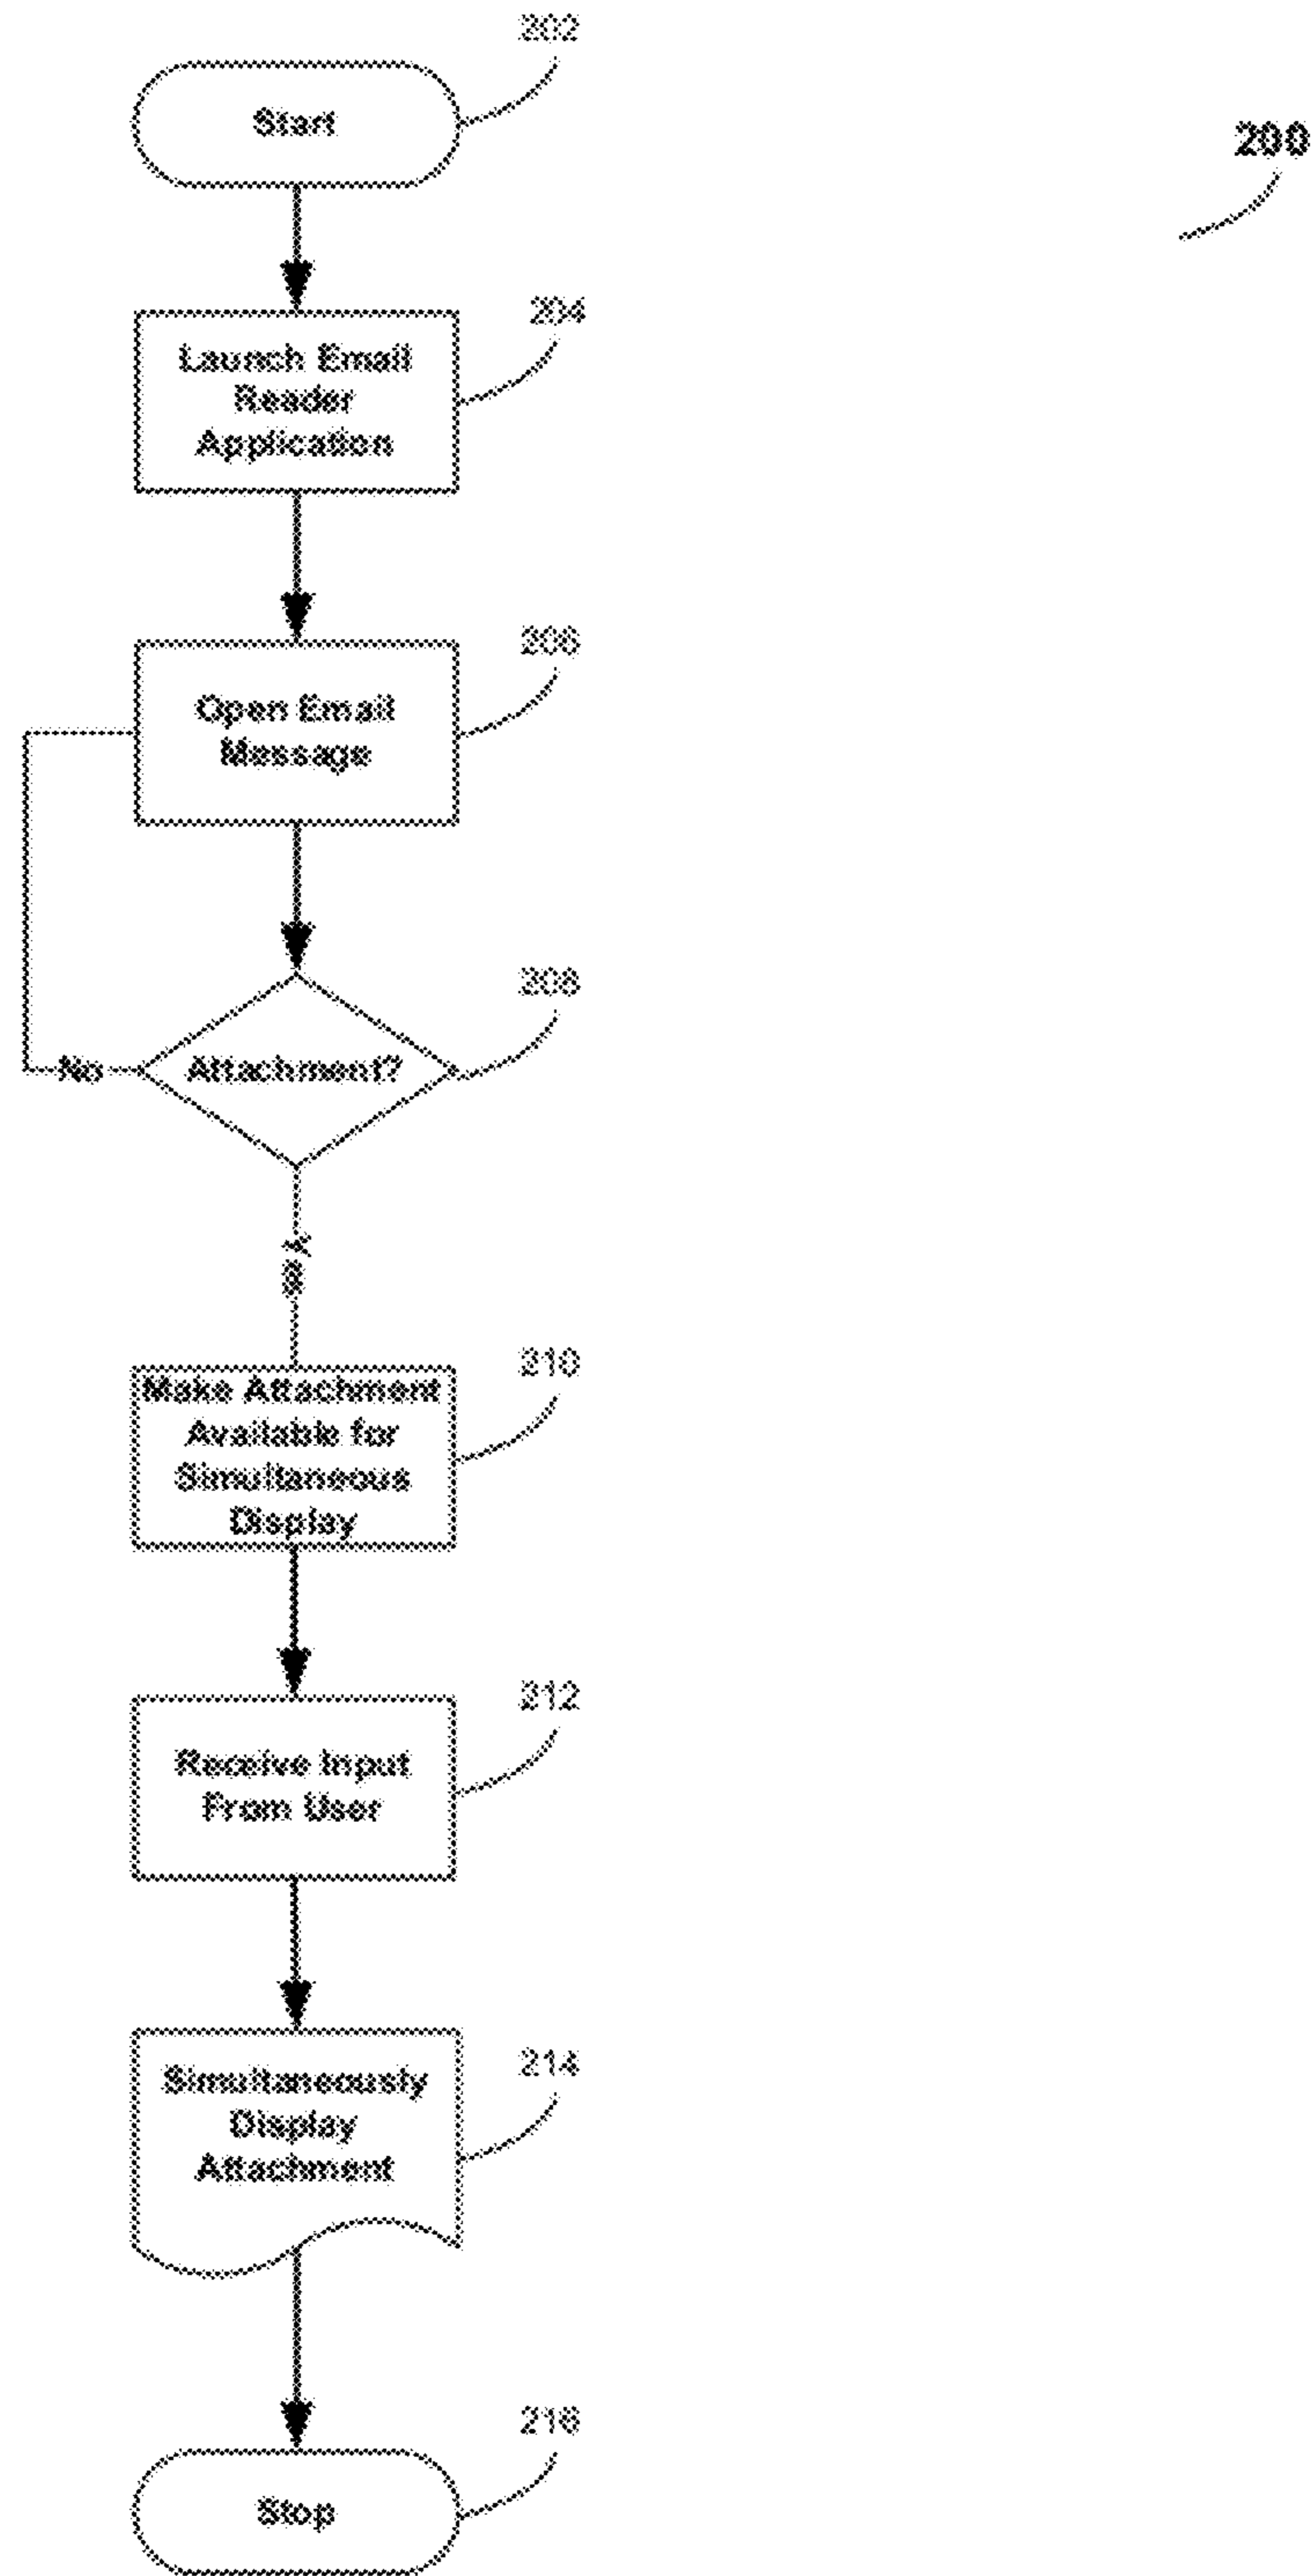 202
Start
200
204
Launch Email
Reader
Application
206
Open Email
Message
208
Attachment?
No
210
Make Attachment
Available for
Simultaneous
Display
212
Receive Input
From User
214
Simultaneously
Display
Attachment
216
Stop